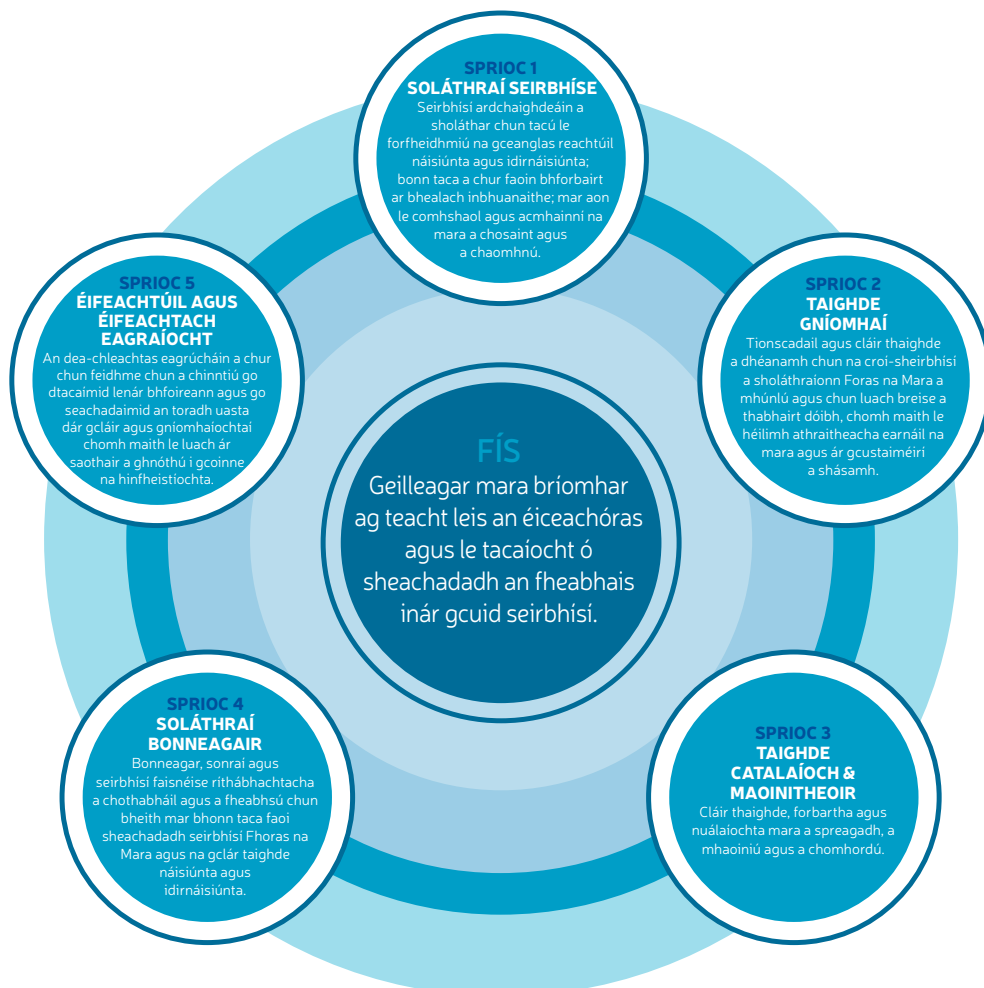 SPRIOC 1
SOLÁTHRAÍ SEIRBHÍSE
Seirbhísí ardchaighdeáin a
sholáthar chun tacú le
forfheidhmiú na gceanglas reachtúil
náisiúnta agus idirnáisiúnta;
bonn taca a chur faoin bhforbairt
ar bhealach inbhuanaithe; mar aon
le comhshaol agus acmhainní na
mara a chosaint agus
a chaomhnú.
SPRIOC 2
TAIGHDE
GNÍOMHAÍ
Tionscadail agus cláir thaighde
a dhéanamh chun na croí-sheirbhísí
a sholáthraíonn Foras na Mara a
mhúnlú agus chun luach breise a
thabhairt dóibh, chomh maith le
héilimh athraitheacha earnáil na
mara agus ár gcustaiméirí
a shásamh.
SPRIOC 3
TAIGHDE
CATALAÍOCH &
MAOINITHEOIR
Cláir thaighde, forbartha agus
nuálaíochta mara a spreagadh, a
mhaoiniú agus a chomhordú.
SPRIOC 4
SOLÁTHRAÍ
BONNEAGAIR
Bonneagar, sonraí agus
seirbhísí faisnéise ríthábhachtacha
a chothabháil agus a fheabhsú chun
bheith mar bhonn taca faoi
sheachadadh seirbhísí Fhoras na
Mara agus na gclár taighde
náisiúnta agus
idirnáisiúnta.
SPRIOC 5
ÉIFEACHTÚIL AGUS
ÉIFEACHTACH
EAGRAÍOCHT
An dea-chleachtas eagrúcháin a chur
chun feidhme chun a chinntiú go
dtacaímid lenár bhfoireann agus go
seachadaimid an toradh uasta
dár gcláir agus gníomhaíochtaí
chomh maith le luach ár
saothair a ghnóthú i gcoinne
na hinfheistíochta.
FÍS
Geilleagar mara bríomhar
ag teacht leis an éiceachóras
agus le tacaíocht ó
sheachadadh an fheabhais
inár gcuid seirbhísí.